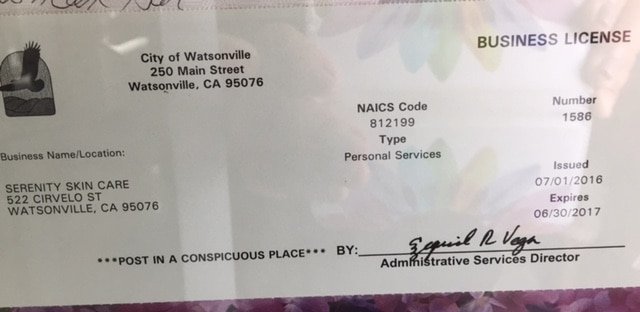 BUSINESS LICENSE
City of Watsonville
250 Main Street
Watsonville, CA 95076
NAICS Code
812199
Type
Personal Services
Number
1586
Business Name/Location:
SERENITY SKIN CARE
522 CIRVELO ST
WATSONVILLE, CA 95076
Issued
07/01/2016
Expires
06/30/2017
***POST IN A CONSPICUOUS PLACE*** BY: Ezequiel R Vega
Administrative Services Director